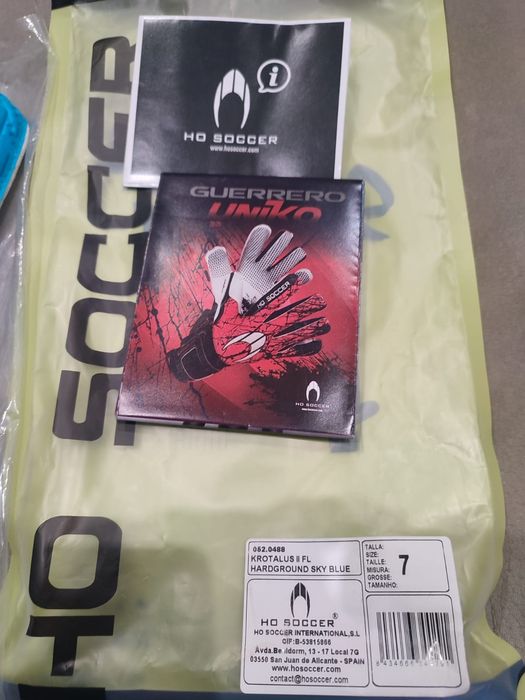 HO SOCCER
i
HO SOCCER
www.hosoccer.com
GUERRERO
UNIKO
HO SOCCER
HO SOCCER
052.0488
KROTALUS II FL
HARDGROUND SKY BLUE
TALLA:
SIZE:
TAILLE:
MISURA:
GROSSE:
TAMANHO:
7
HO SOCCER®
HO SOCCER INTERNATIONAL,S.L
CIF:B-53815866
Avda.Benidorm, 13 - 17 Local 7G
03550 San Juan de Alicante - SPAIN
www.hosoccer.com
contact@hosoccer.com